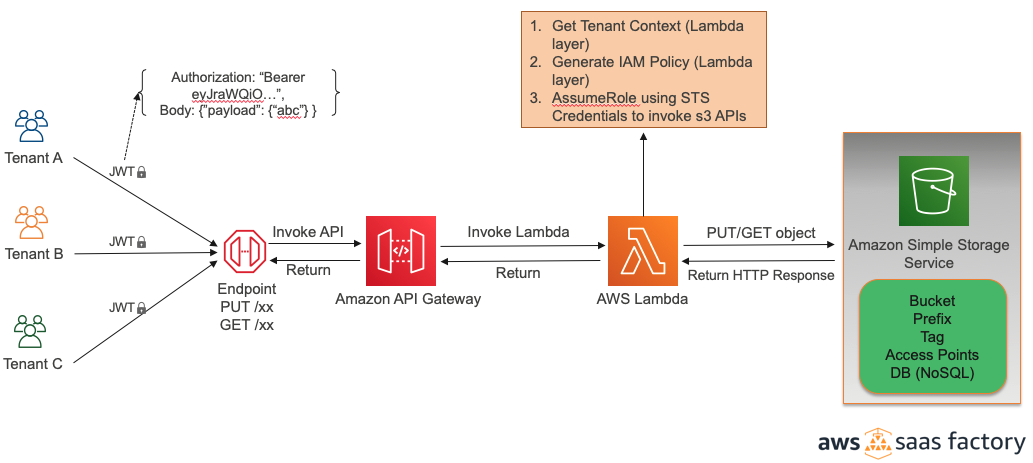 1. Get Tenant Context (Lambda
layer)
2. Generate IAM Policy (Lambda
layer)
3. AssumeRole using STS
Credentials to invoke s3 APIs
Authorization: “Bearer
eyJraWQiO…”,
Body: {”payload”: {“abc”} }
Tenant A
JWT
Tenant B
JWT
Tenant C
JWT
Endpoint
PUT /xx
GET /xx
Invoke API
Return
Amazon API Gateway
Invoke Lambda
Return
AWS Lambda
PUT/GET object
Return HTTP Response
Amazon Simple Storage
Service
Bucket
Prefix
Tag
Access Points
DB (NoSQL)
aws saas factory